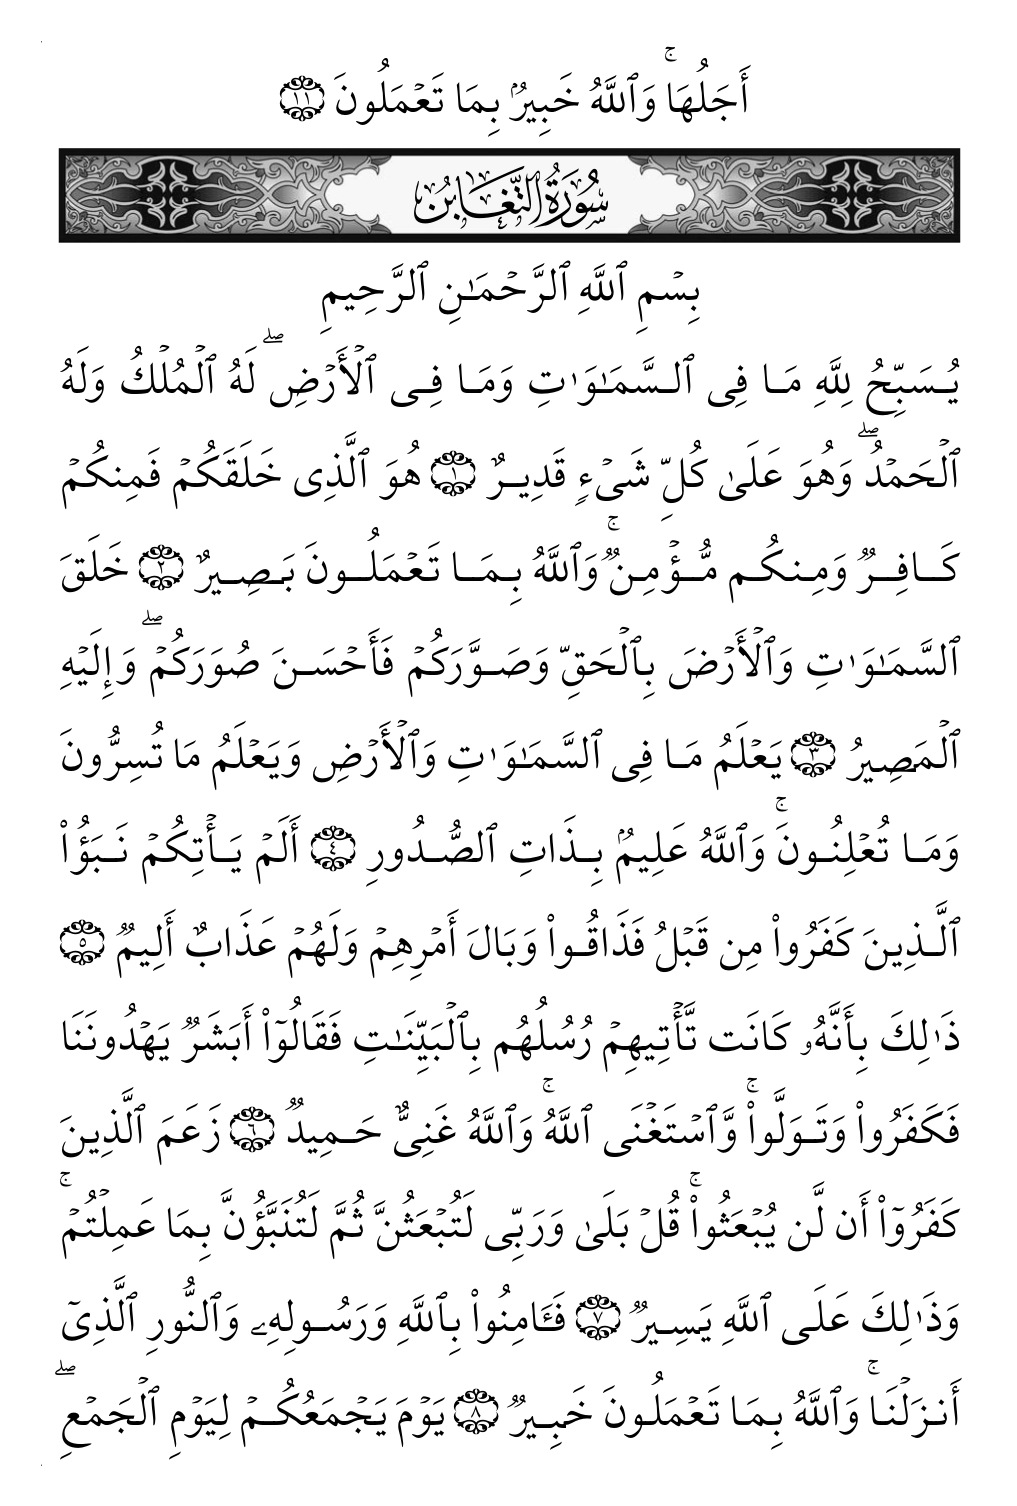 أَجَلُهَاۚ وَٱللَّهُ خَبِيرُۢ بِمَا تَعۡمَلُونَ ١١
سُورَةُ التَّغَابُنِ
بِسۡمِ ٱللَّهِ ٱلرَّحۡمَٰنِ ٱلرَّحِيمِ
يُسَبِّحُ لِلَّهِ مَا فِى ٱلسَّمَٰوَٰتِ وَمَا فِى ٱلۡأَرۡضِۖ لَهُ ٱلۡمُلۡكُ وَلَهُ
ٱلۡحَمۡدُۖ وَهُوَ عَلَىٰ كُلِّ شَىۡءٖ قَدِيرٌ ١ هُوَ ٱلَّذِى خَلَقَكُمۡ فَمِنكُمۡ
كَافِرٞ وَمِنكُم مُّؤۡمِنٞۚ وَٱللَّهُ بِمَا تَعۡمَلُونَ بَصِيرٌ ٢ خَلَقَ
ٱلسَّمَٰوَٰتِ وَٱلۡأَرۡضَ بِٱلۡحَقِّ وَصَوَّرَكُمۡ فَأَحۡسَنَ صُوَرَكُمۡۖ وَإِلَيۡهِ
ٱلۡمَصِيرُ ٣ يَعۡلَمُ مَا فِى ٱلسَّمَٰوَٰتِ وَٱلۡأَرۡضِ وَيَعۡلَمُ مَا تُسِرُّونَ
وَمَا تُعۡلِنُونَۚ وَٱللَّهُ عَلِيمُۢ بِذَاتِ ٱلصُّدُورِ ٤ أَلَمۡ يَأۡتِكُمۡ نَبَؤُاْ
ٱلَّذِينَ كَفَرُواْ مِن قَبۡلُ فَذَاقُواْ وَبَالَ أَمۡرِهِمۡ وَلَهُمۡ عَذَابٌ أَلِيمٞ ٥
ذَٰلِكَ بِأَنَّهُۥ كَانَت تَّأۡتِيهِمۡ رُسُلُهُم بِٱلۡبَيِّنَٰتِ فَقَالُوٓاْ أَبَشَرٞ يَهۡدُونَنَا
فَكَفَرُواْ وَتَوَلَّواْۚ وَّٱسۡتَغۡنَى ٱللَّهُۚ وَٱللَّهُ غَنِىٌّ حَمِيدٞ ٦ زَعَمَ ٱلَّذِينَ
كَفَرُوٓاْ أَن لَّن يُبۡعَثُواْۚ قُلۡ بَلَىٰ وَرَبِّى لَتُبۡعَثُنَّ ثُمَّ لَتُنَبَّؤُنَّ بِمَا عَمِلۡتُمۡۚ
وَذَٰلِكَ عَلَى ٱللَّهِ يَسِيرٞ ٧ فَـَٔامِنُواْ بِٱللَّهِ وَرَسُولِهِۦ وَٱلنُّورِ ٱلَّذِىٓ
أَنزَلۡنَاۚ وَٱللَّهُ بِمَا تَعۡمَلُونَ خَبِيرٞ ٨ يَوۡمَ يَجۡمَعُكُمۡ لِيَوۡمِ ٱلۡجَمۡعِۖ